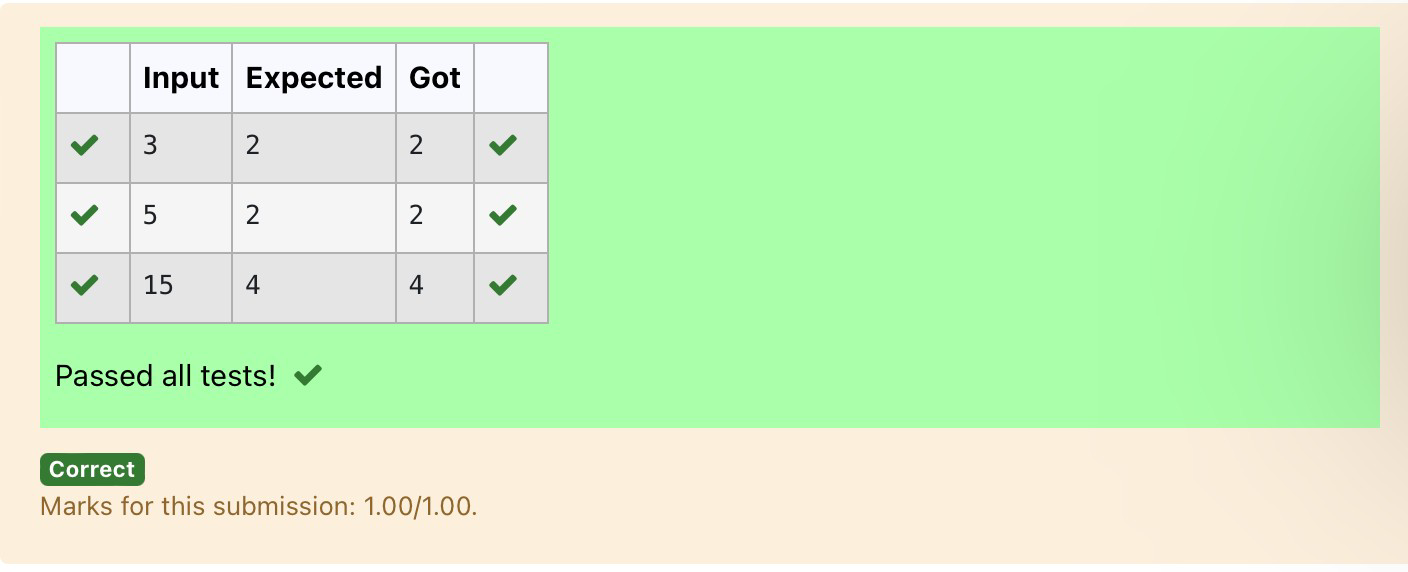 Input Expected Got
3 2 2
5 2 2
15 4 4
Passed all tests!
Correct
Marks for this submission: 1.00/1.00.